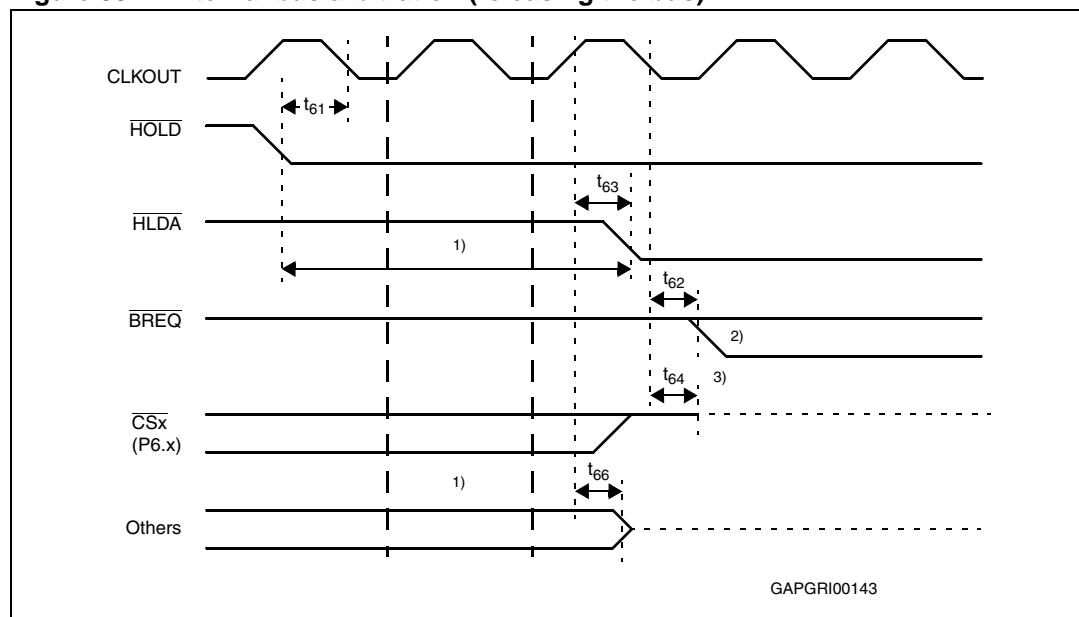 CLKOUT
t61
HOLD
t63
HLDA
1)
t62
BREQ
2)
t64
3)
CSx
(P6.x)
1)
t66
Others
GAPGRI00143